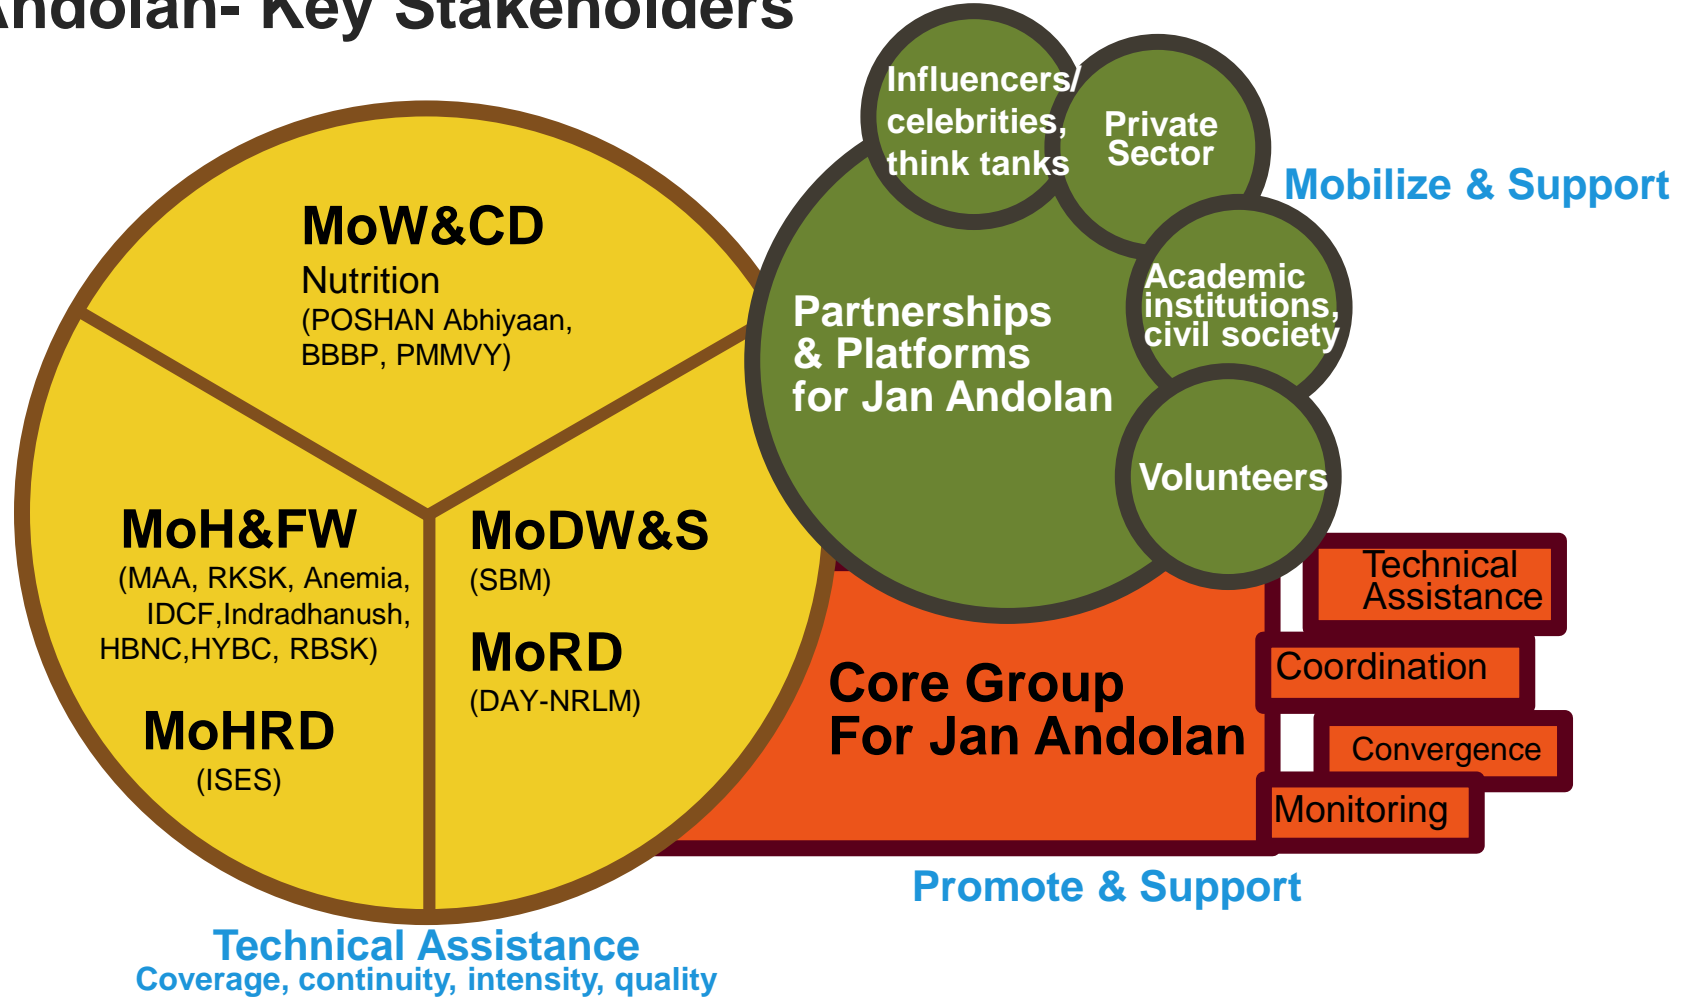 Andolan- Key Stakeholders
MoW&CD
Nutrition
(POSHAN Abhiyaan,
BBBP, PMMVY)
MoH&FW
(MAA, RKSK, Anemia,
IDCF,Indradhanush,
HBNC,HYBC, RBSK)
MoHRD
(ISES)
MoDW&S
(SBM)
MoRD
(DAY-NRLM)
Technical Assistance
Coverage, continuity, intensity, quality
Partnerships
& Platforms
for Jan Andolan
Influencers/
celebrities,
think tanks
Private
Sector
Academic
institutions,
civil society
Volunteers
Mobilize & Support
Core Group
For Jan Andolan
Technical
Assistance
Coordination
Convergence
Monitoring
Promote & Support